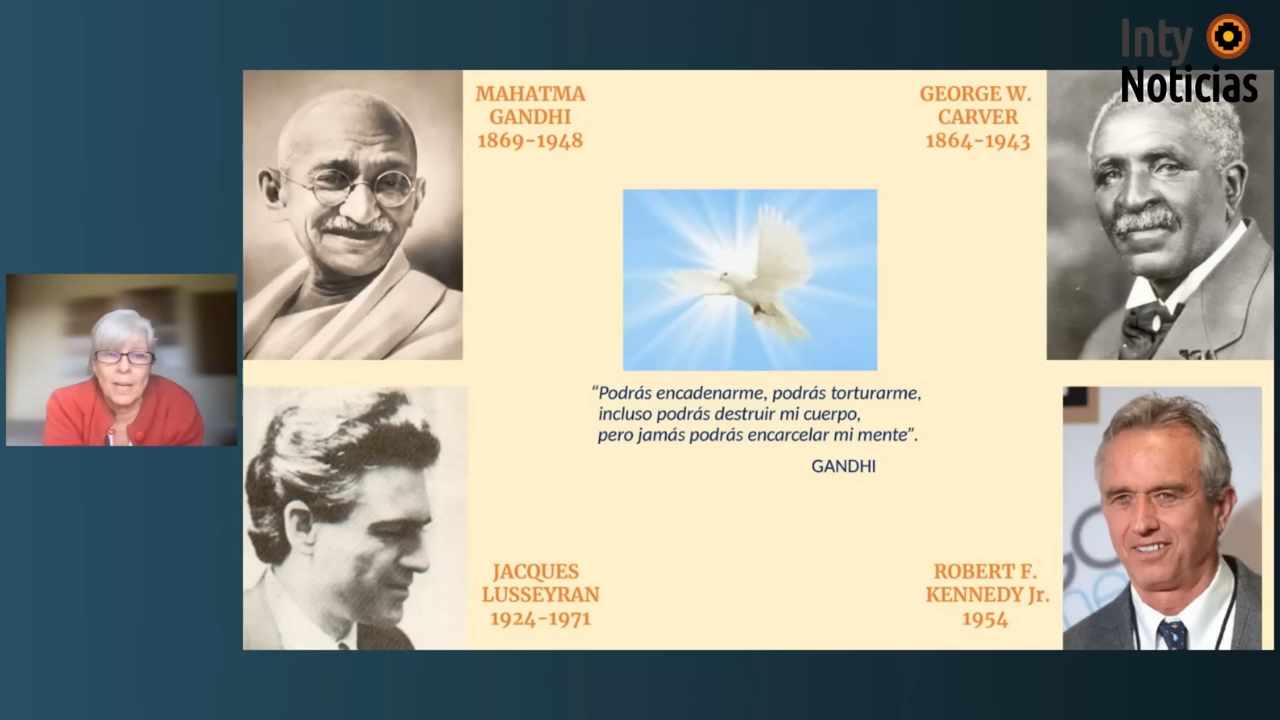 Inty
Noticias
MAHATMA
GANDHI
1869-1948
GEORGE W.
CARVER
1864-1943
“Podrás encadenarme, podrás torturarme,
incluso podrás destruir mi cuerpo,
pero jamás podrás encarcelar mi mente”.
GANDHI
JACQUES
LUSSEYRAN
1924-1971
ROBERT F.
KENNEDY Jr.
1954